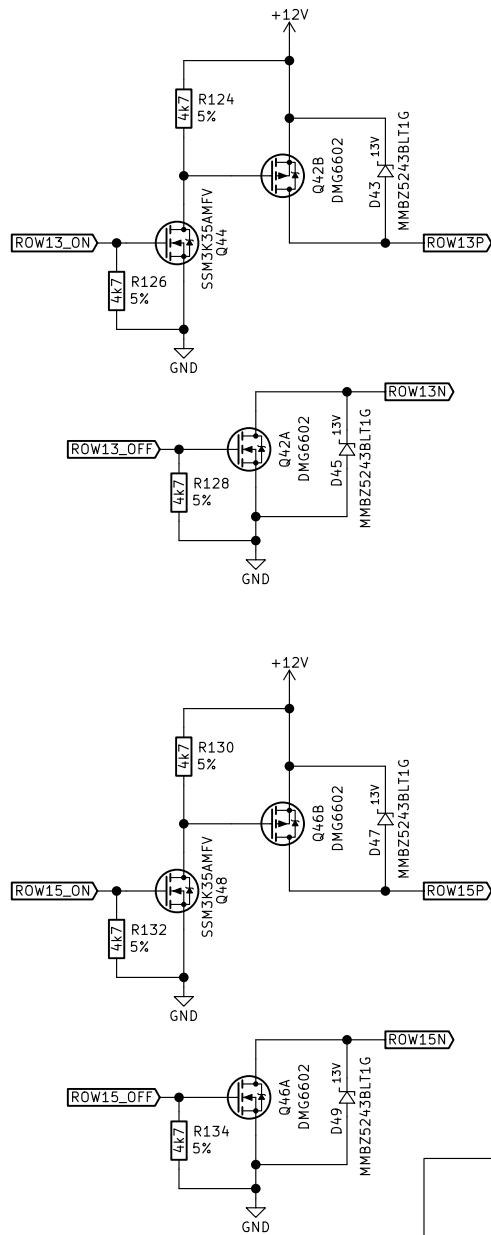 +12V
4k7
R124
5%
Q42B
DMG6602
D43
13V
MMBZ5243BLT1G
ROW13_ON
SSM3K35AMFV
Q44
ROW13P
4k7
R126
5%
GND
ROW13N
ROW13_OFF
Q42A
DMG6602
D45
13V
MMBZ5243BLT1G
4k7
R128
5%
GND
+12V
4k7
R130
5%
Q46B
DMG6602
D47
13V
MMBZ5243BLT1G
ROW15_ON
SSM3K35AMFV
Q48
ROW15P
4k7
R132
5%
GND
ROW15N
ROW15_OFF
Q46A
DMG6602
D49
13V
MMBZ5243BLT1G
4k7
R134
5%
GND